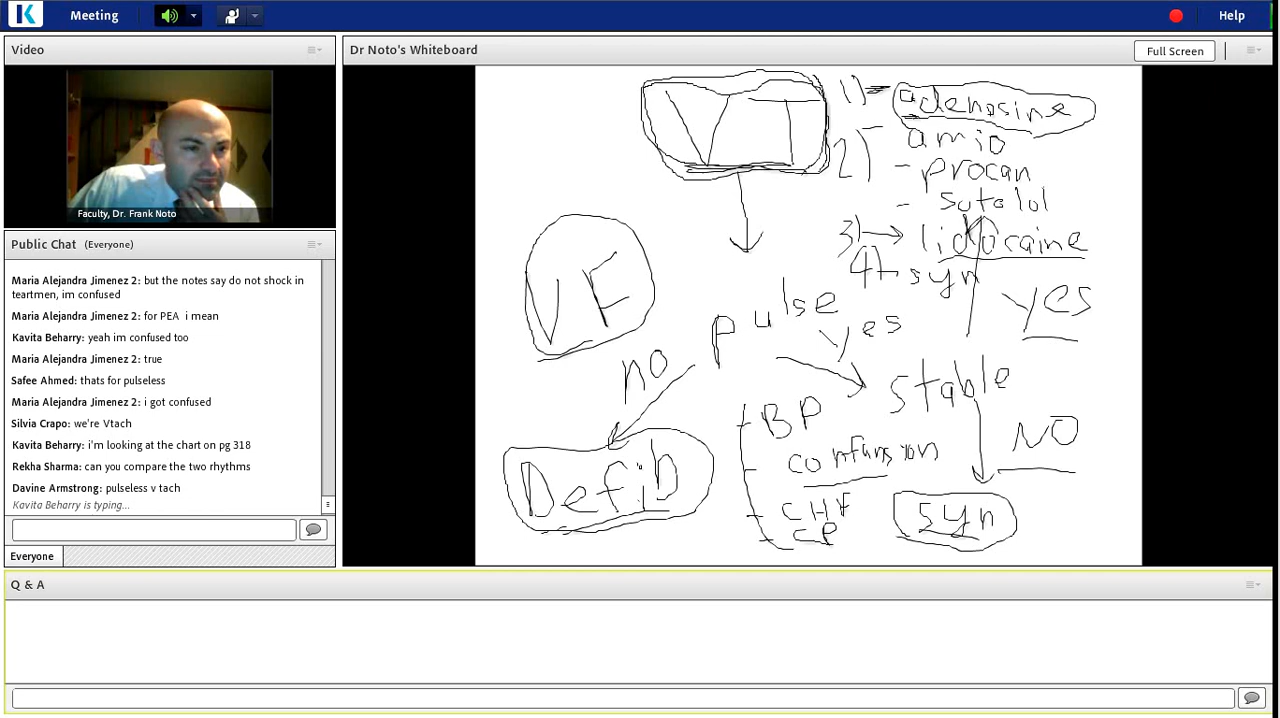 K Meeting Help
Video
Faculty, Dr. Frank Noto
Public Chat (Everyone)
Maria Alejandra Jimenez 2: but the notes say do not shock in
teartmen, im confused
Maria Alejandra Jimenez 2: for PEA i mean
Kavita Beharry: yeah im confused too
Maria Alejandra Jimenez 2: true
Safee Ahmed: thats for pulseless
Maria Alejandra Jimenez 2: i got confused
Silvia Crapo: we're Vtach
Kavita Beharry: i'm looking at the chart on pg 318
Rekha Sharma: can you compare the two rhythms
Davine Armstrong: pulseless v tach
Kavita Beharry is typing...
Everyone
Dr Noto's Whiteboard
Full Screen
VT
1) - adenosine
2) - amio
- procan
- sotalol
3) → lidocaine
4) - syn
VF
pulse
yes
YES
no
stable
Defib
- BP
- confusion
- CHF
- CP
NO
syn
Q & A